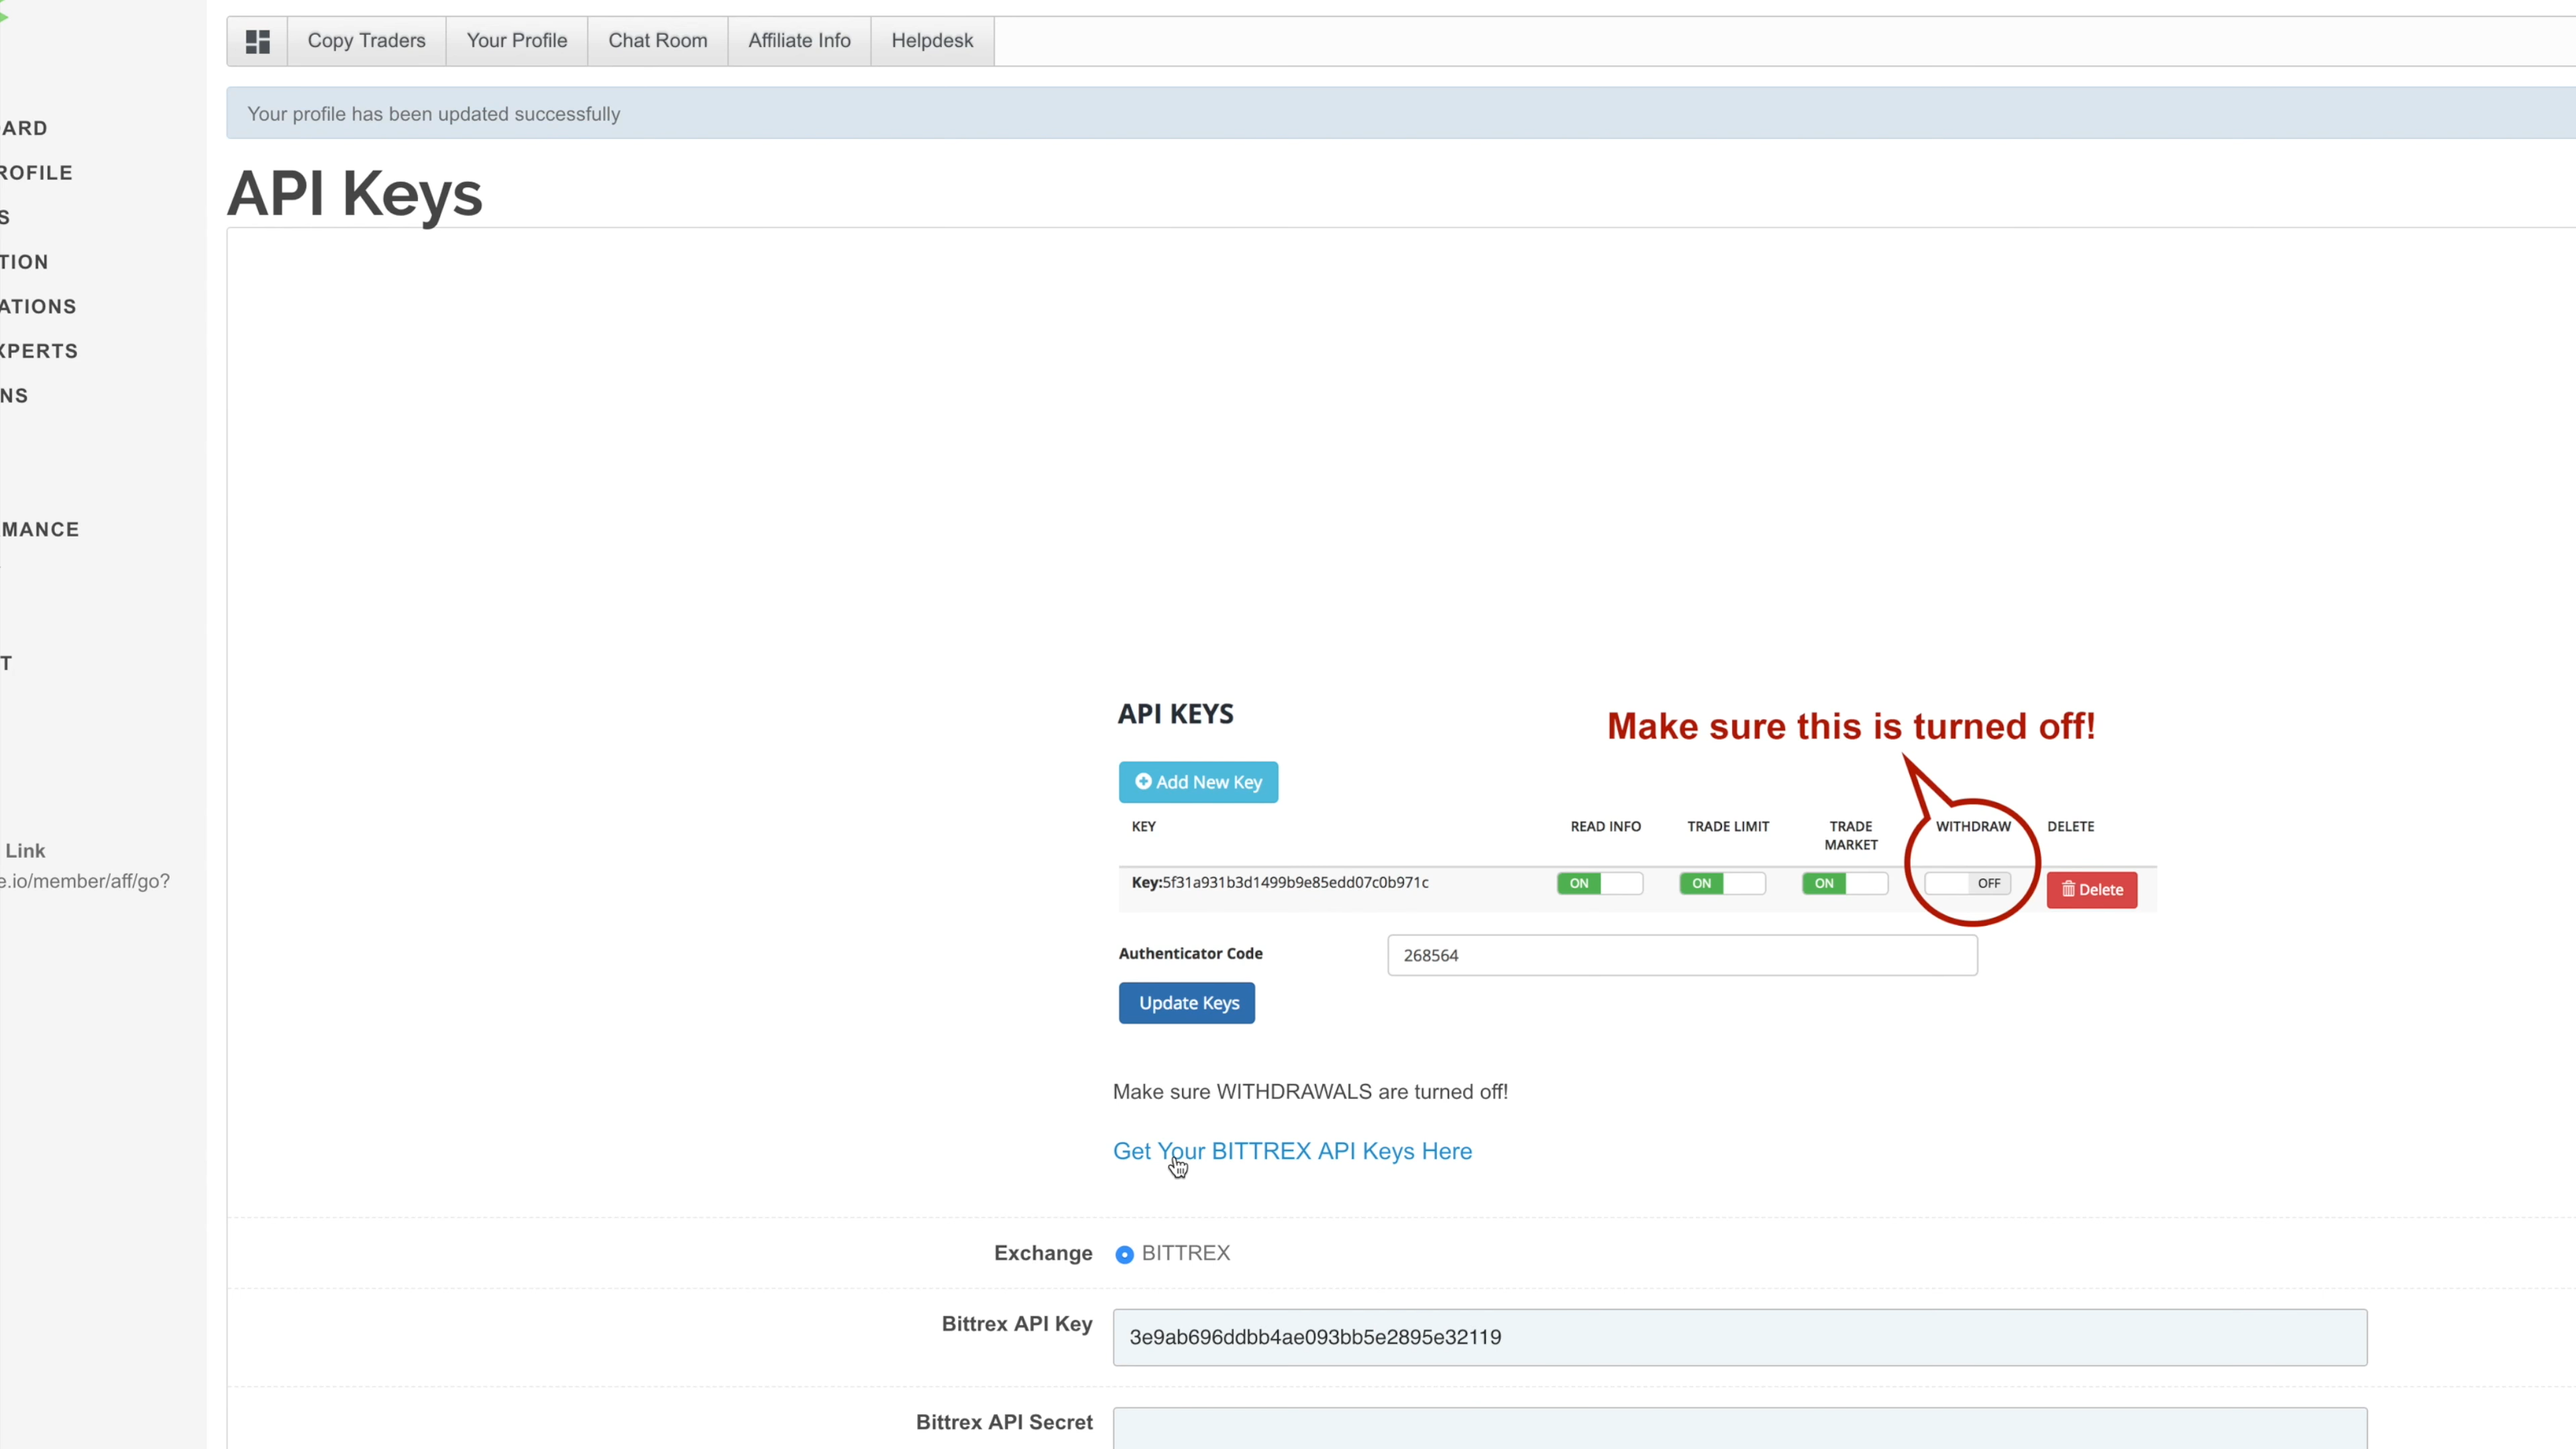 Copy Traders
Your Profile
Chat Room
Affiliate Info
Helpdesk
Your profile has been updated successfully
API Keys
ARD
ROFILE
S
TION
ATIONS
XPERTS
NS
MANCE
T
Link
e.io/member/aff/go?
API KEYS
Make sure this is turned off!
Add New Key
KEY
READ INFO
TRADE LIMIT
TRADE
MARKET
WITHDRAW
DELETE
Key:5f31a931b3d1499b9e85edd07c0b971c
ON
ON
ON
OFF
Delete
Authenticator Code
268564
Update Keys
Make sure WITHDRAWALS are turned off!
Get Your BITTREX API Keys Here
Exchange
BITTREX
Bittrex API Key
3e9ab696ddbb4ae093bb5e2895e32119
Bittrex API Secret